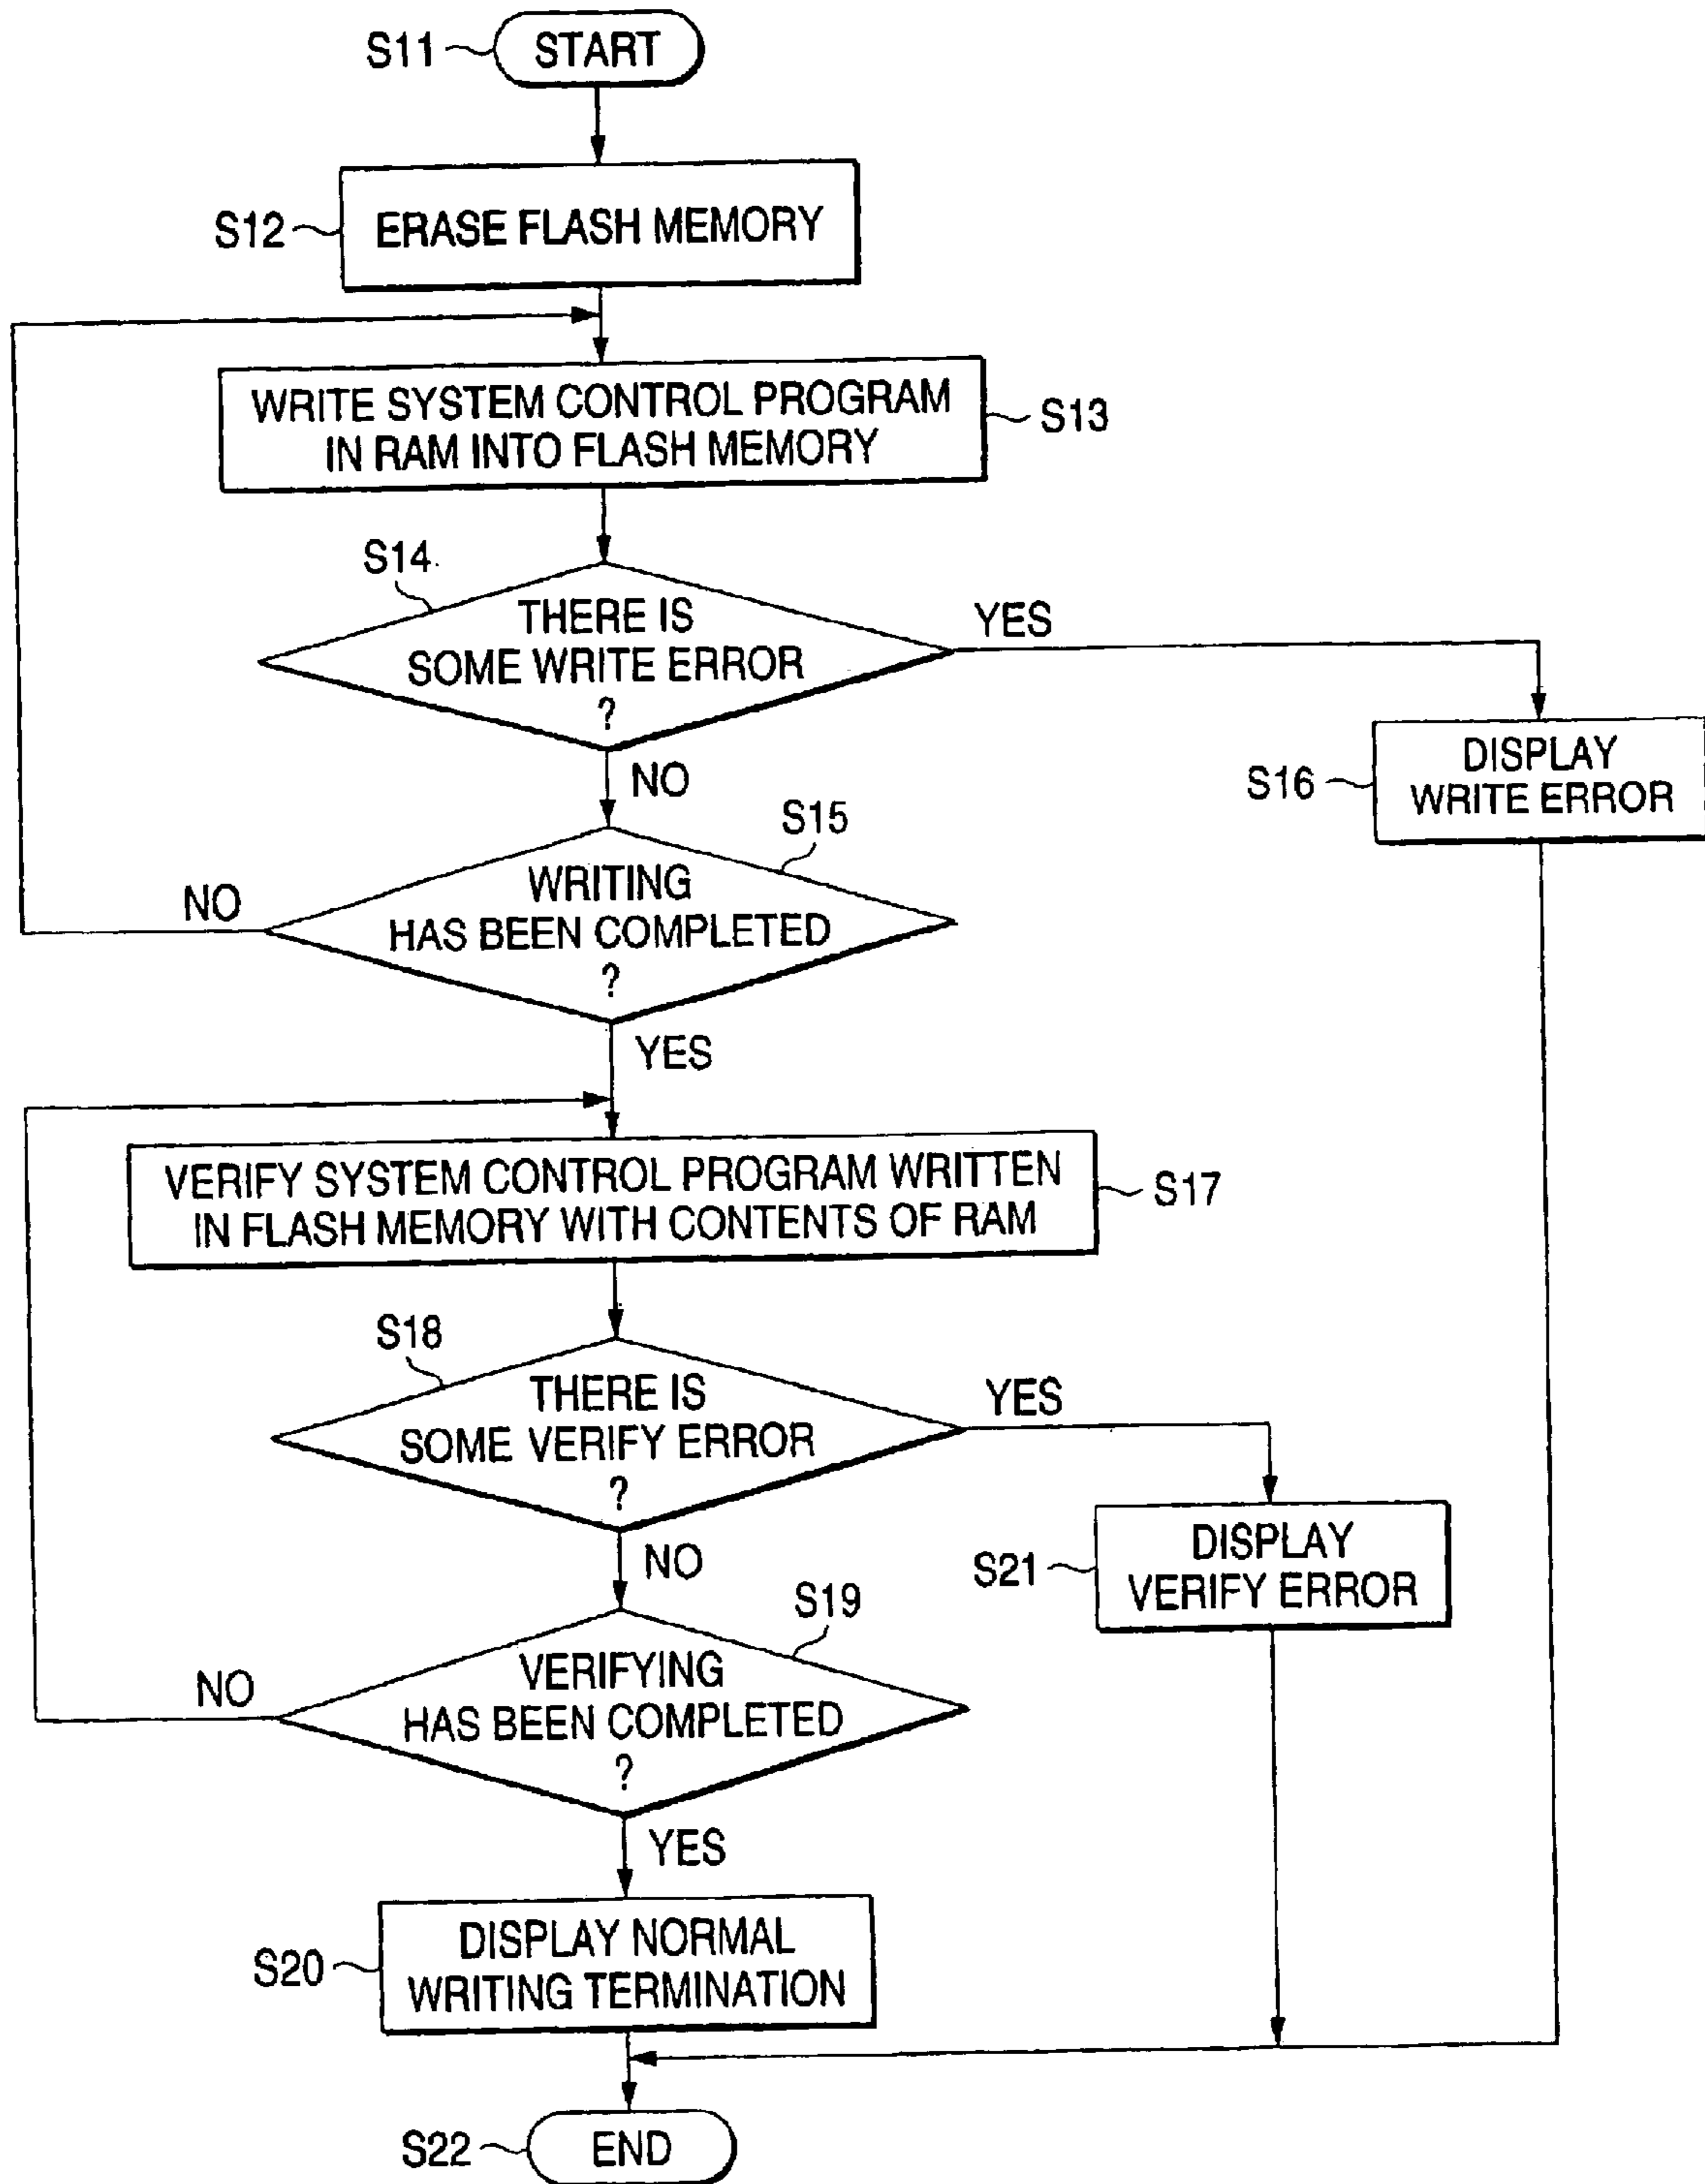 S11
START
S12
ERASE FLASH MEMORY
WRITE SYSTEM CONTROL PROGRAM
IN RAM INTO FLASH MEMORY
S13
S14
THERE IS
SOME WRITE ERROR
?
YES
NO
S16
DISPLAY
WRITE ERROR
S15
WRITING
HAS BEEN COMPLETED
?
NO
YES
VERIFY SYSTEM CONTROL PROGRAM WRITTEN
IN FLASH MEMORY WITH CONTENTS OF RAM
S17
S18
THERE IS
SOME VERIFY ERROR
?
YES
NO
S21
DISPLAY
VERIFY ERROR
S19
VERIFYING
HAS BEEN COMPLETED
?
NO
YES
S20
DISPLAY NORMAL
WRITING TERMINATION
S22
END